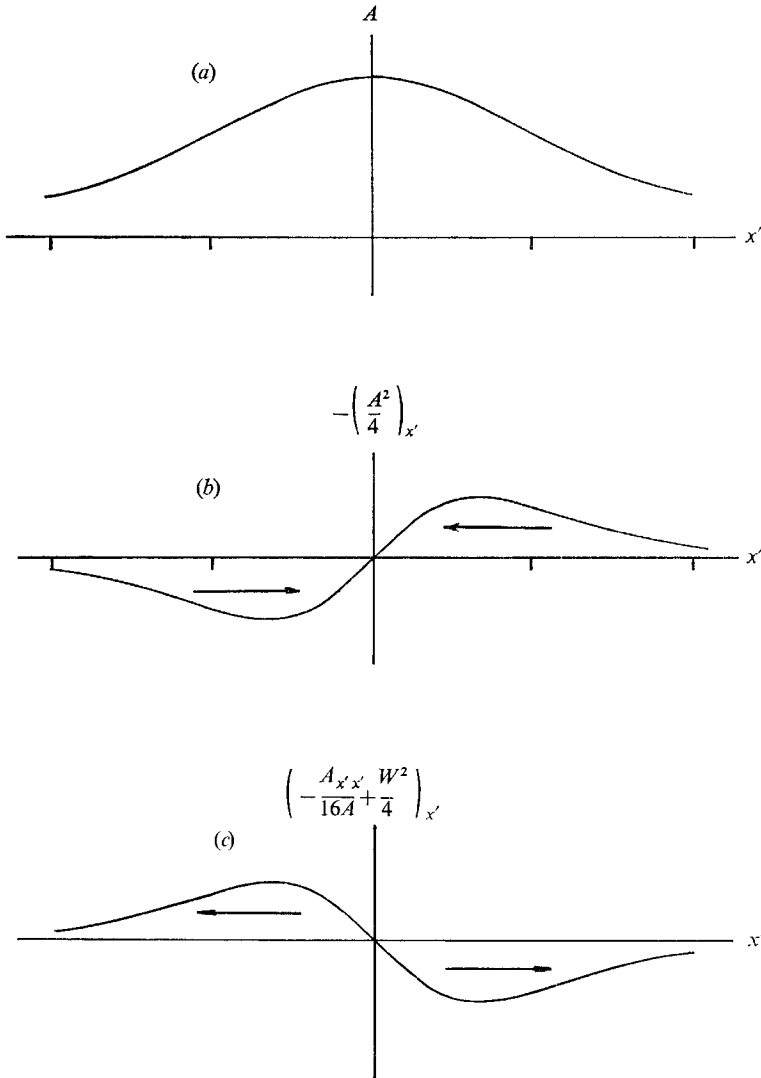 A
(a)
x′
−(A²/4)x′
(b)
x′
(−Ax′x′/16A + W²/4)x′
(c)
x